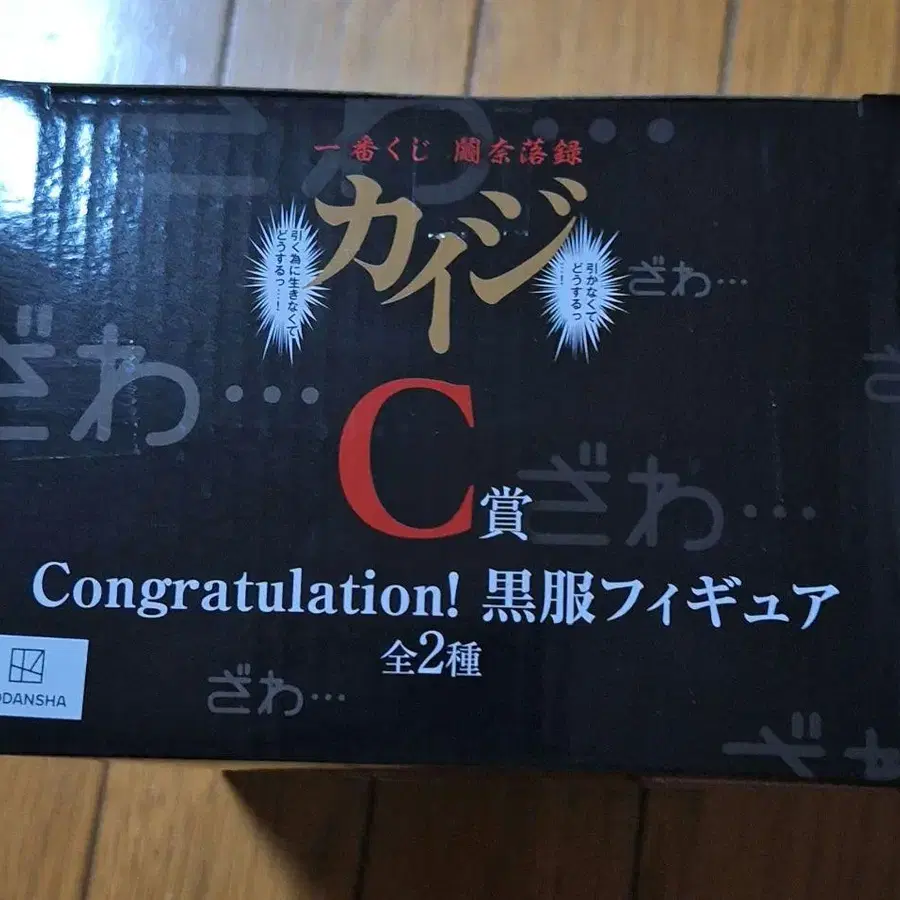 一番くじ 闇奈落録
カイジ
引く為に生きなくて
どうするっ…!
引かなくて
どうするっ
…!
ざわ…
ざわ…
C賞
ざわ…
Congratulation! 黒服フィギュア
全2種
ざわ…